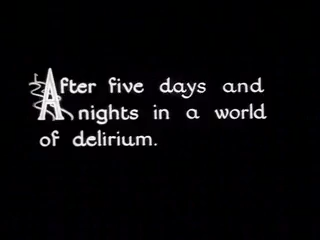 After five days and
nights in a world
of delirium.